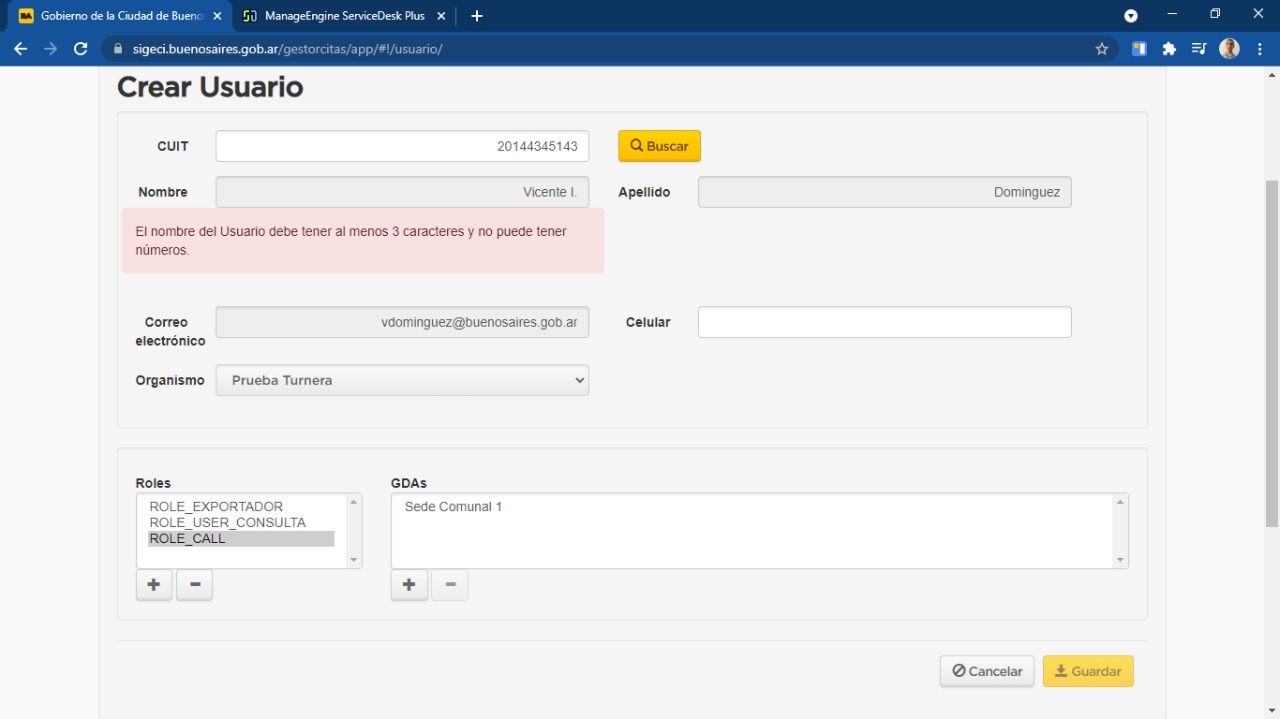 Gobierno de la Ciudad de Bueno
ManageEngine ServiceDesk Plus
sigeci.buenosaires.gob.ar/gestorcitas/app/#!/usuario/
Crear Usuario
CUIT 20144345143 Buscar
Nombre Vicente I. Apellido Dominguez
El nombre del Usuario debe tener al menos 3 caracteres y no puede tener
números.
Correo
electrónico vdominguez@buenosaires.gob.ar Celular
Organismo Prueba Turnera
Roles GDAs
ROLE_EXPORTADOR Sede Comunal 1
ROLE_USER_CONSULTA
ROLE_CALL
Cancelar Guardar